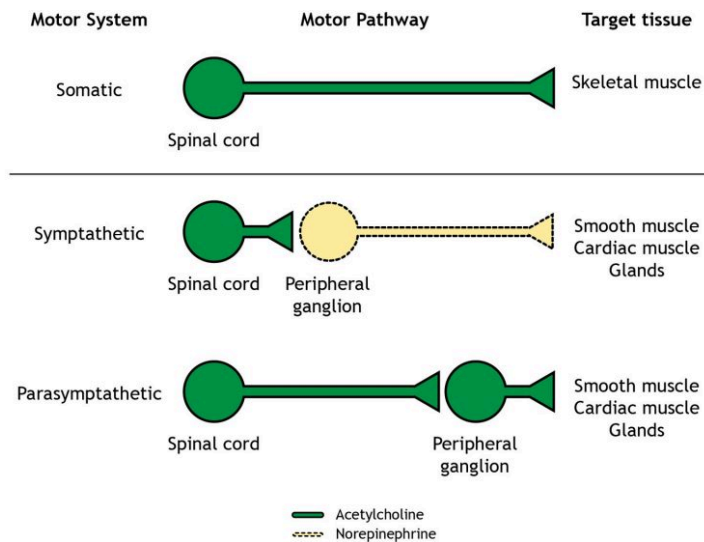 Motor System Motor Pathway Target tissue
Somatic
Skeletal muscle
Spinal cord
Symptathetic
Smooth muscle
Cardiac muscle
Glands
Spinal cord
Peripheral
ganglion
Parasymptathetic
Smooth muscle
Cardiac muscle
Glands
Spinal cord
Peripheral
ganglion
Acetylcholine
Norepinephrine